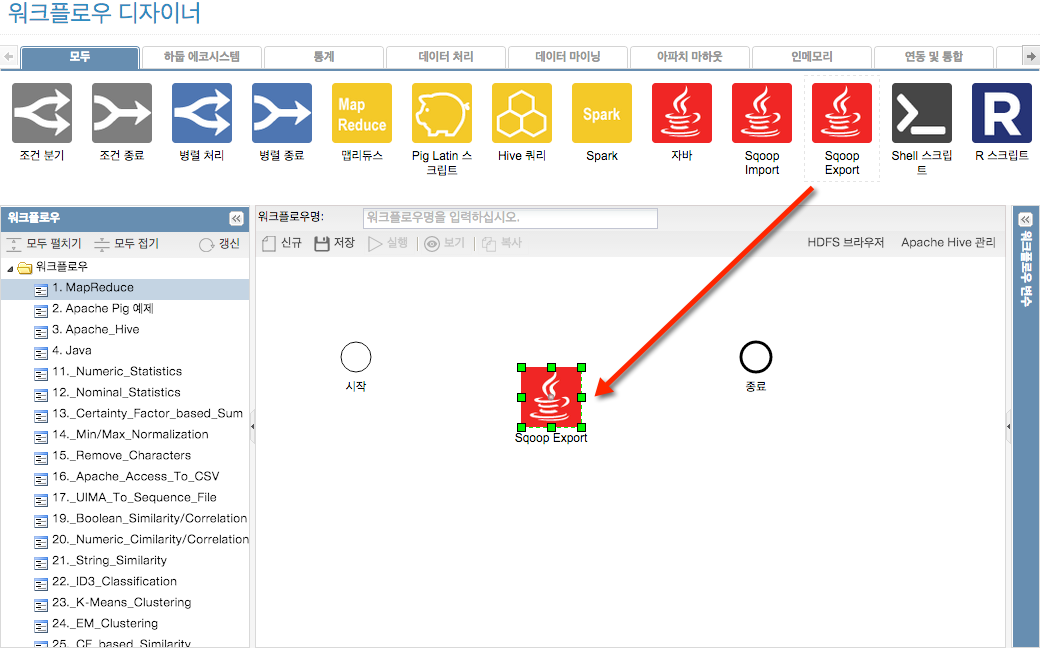 워크플로우 디자이너
모두
하둡 에코시스템
통계
데이터 처리
데이터 마이닝
아파치 마하웃
인메모리
연동 및 통합
Map
Reduce
Spark
R
조건 분기
조건 종료
병렬 처리
병렬 종료
맵리듀스
Pig Latin 스
크립트
Hive 쿼리
Spark
자바
Sqoop
Import
Sqoop
Export
Shell 스크립
트
R 스크립트
워크플로우
모두 펼치기
모두 접기
갱신
워크플로우
1. MapReduce
2. Apache Pig 예제
3. Apache_Hive
4. Java
11._Numeric_Statistics
12._Nominal_Statistics
13._Certainty_Factor_based_Sum
14._Min/Max_Normalization
15._Remove_Characters
16._Apache_Access_To_CSV
17._UIMA_To_Sequence_File
19._Boolean_Similarity/Correlation
20._Numeric_Cimilarity/Correlation
21._String_Similarity
22._ID3_Classification
23._K-Means_Clustering
24._EM_Clustering
25._CF_based_Similarity
워크플로우명:
워크플로우명을 입력하십시오.
신규
저장
실행
보기
복사
HDFS 브라우저
Apache Hive 관리
시작
Sqoop Export
종료
워크플로우 변수